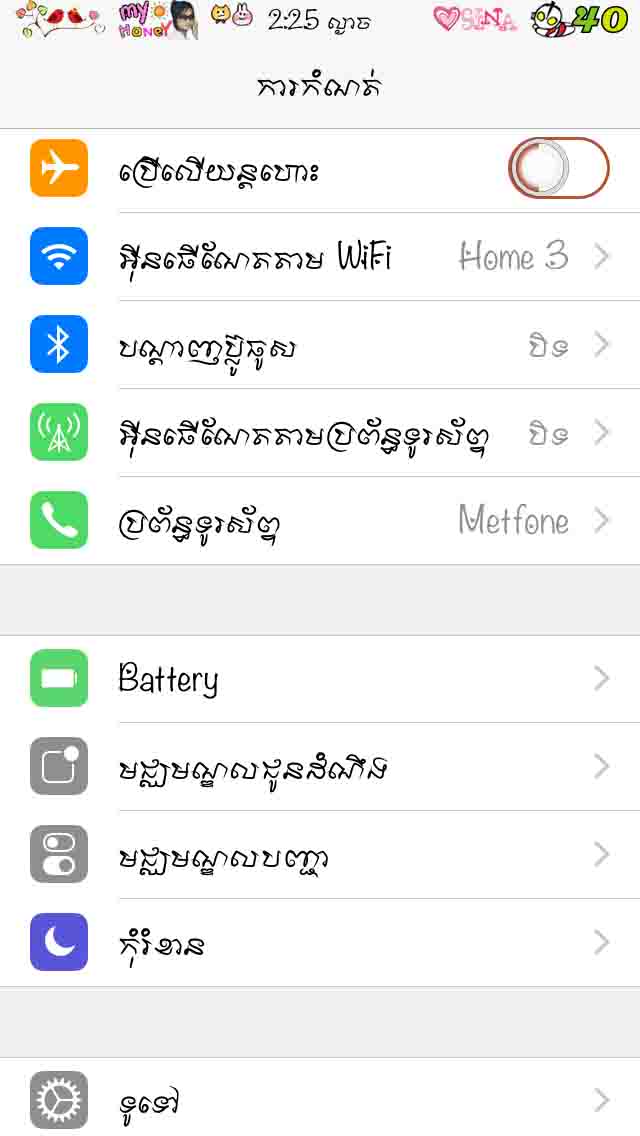 my HONEY 2:25 ល្ងាច SENA 40
ការកំណត់
ប្រើលើយន្តហោះ
អ៊ីនធើណែតតាម WiFi Home 3
បណ្ដាញប៊្លូធូស បិទ
អ៊ីនធើណែតតាមប្រព័ន្ធទូរស័ព្ទ បិទ
ប្រព័ន្ធទូរស័ព្ទ Metfone
Battery
មជ្ឈមណ្ឌលជូនដំណឹង
មជ្ឈមណ្ឌលបញ្ជា
កុំរំខាន
ទូទៅ